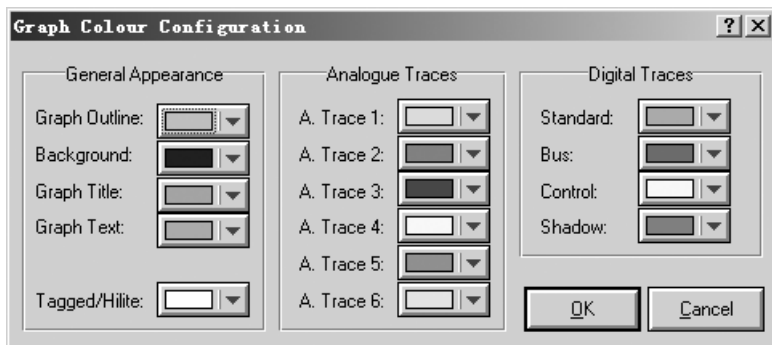 Graph Colour Configuration
General Appearance
Graph Outline:
Background:
Graph Title:
Graph Text:
Tagged/Hilite:
Analogue Traces
A. Trace 1:
A. Trace 2:
A. Trace 3:
A. Trace 4:
A. Trace 5:
A. Trace 6:
Digital Traces
Standard:
Bus:
Control:
Shadow:
OK
Cancel